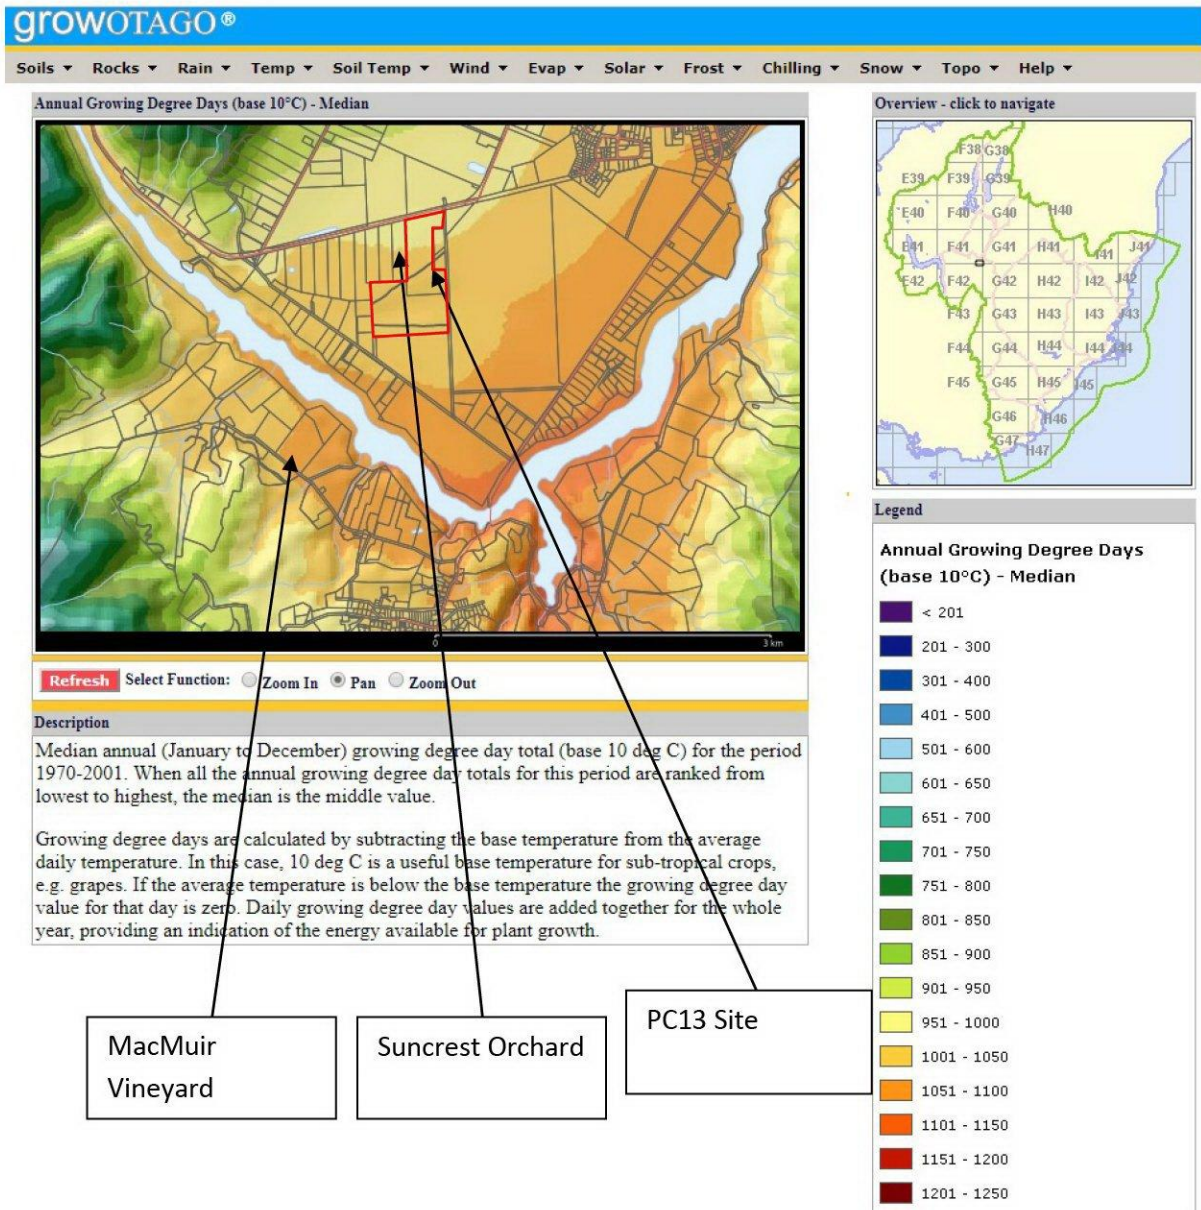 growOTAGO®
Soils ▾ Rocks ▾ Rain ▾ Temp ▾ Soil Temp ▾ Wind ▾ Evap ▾ Solar ▾ Frost ▾ Chilling ▾ Snow ▾ Topo ▾ Help ▾
Annual Growing Degree Days (base 10°C) - Median
0 3 km
Refresh Select Function: Zoom In Pan Zoom Out
Description
Median annual (January to December) growing degree day total (base 10 deg C) for the period
1970-2001. When all the annual growing degree day totals for this period are ranked from
lowest to highest, the median is the middle value.
Growing degree days are calculated by subtracting the base temperature from the average
daily temperature. In this case, 10 deg C is a useful base temperature for sub-tropical crops,
e.g. grapes. If the average temperature is below the base temperature the growing degree day
value for that day is zero. Daily growing degree day values are added together for the whole
year, providing an indication of the energy available for plant growth.
MacMuir
Vineyard
Suncrest Orchard
PC13 Site
Overview - click to navigate
F38 G38
E39 F39 G39
E40 F40 G40 H40
E41 F41 G41 H41 I41 J41
E42 F42 G42 H42 I42 J42
F43 G43 H43 I43 J43
F44 G44 H44 I44 J44
F45 G45 H45 I45
G46 H46
G47 H47
Legend
Annual Growing Degree Days
(base 10°C) - Median
< 201
201 - 300
301 - 400
401 - 500
501 - 600
601 - 650
651 - 700
701 - 750
751 - 800
801 - 850
851 - 900
901 - 950
951 - 1000
1001 - 1050
1051 - 1100
1101 - 1150
1151 - 1200
1201 - 1250